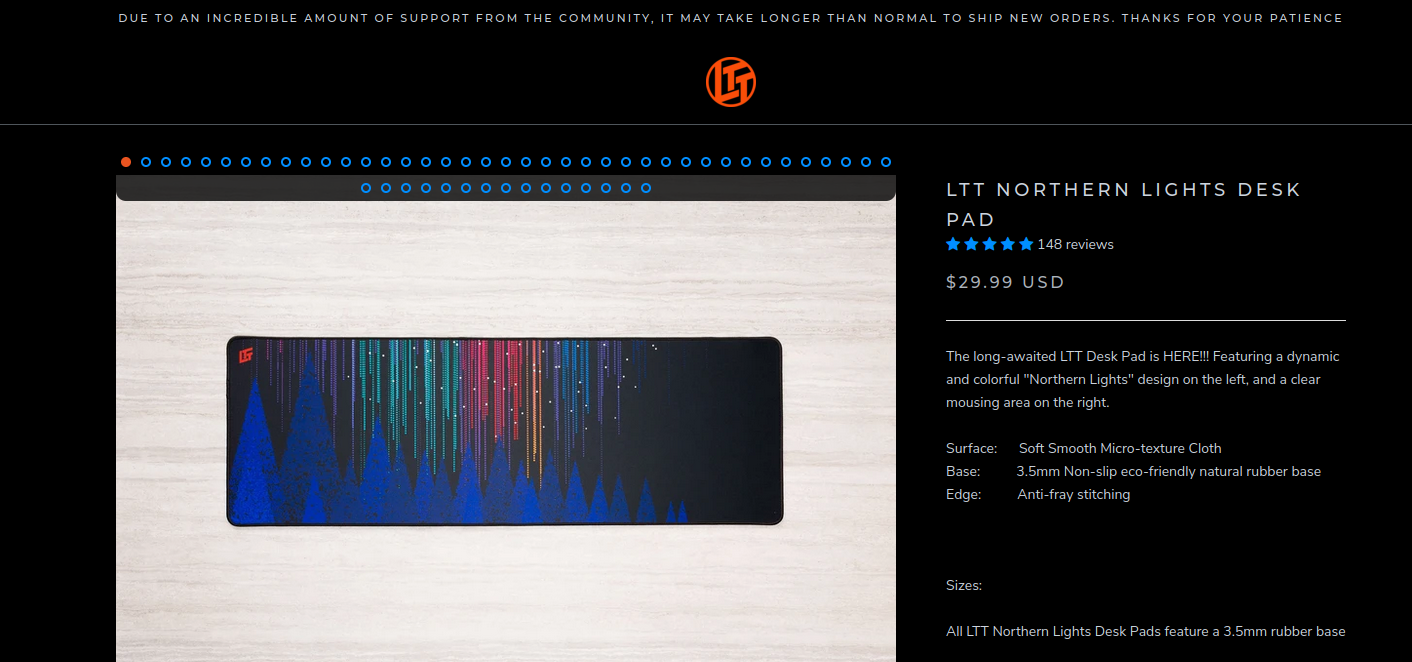 DUE TO AN INCREDIBLE AMOUNT OF SUPPORT FROM THE COMMUNITY, IT MAY TAKE LONGER THAN NORMAL TO SHIP NEW ORDERS. THANKS FOR YOUR PATIENCE
LTT
LTT
LTT NORTHERN LIGHTS DESK
PAD
148 reviews
$29.99 USD
The long-awaited LTT Desk Pad is HERE!!! Featuring a dynamic
and colorful "Northern Lights" design on the left, and a clear
mousing area on the right.
Surface: Soft Smooth Micro-texture Cloth
Base: 3.5mm Non-slip eco-friendly natural rubber base
Edge: Anti-fray stitching
Sizes:
All LTT Northern Lights Desk Pads feature a 3.5mm rubber base